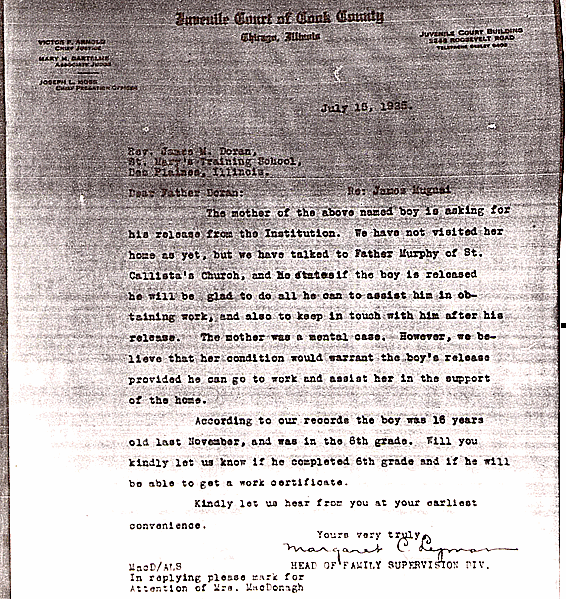 Juvenile Court of Cook County
Chicago, Illinois
VICTOR P. ARNOLD
CHIEF JUSTICE
MARY M. BARTELME
ASSOCIATE JUDGE
JOSEPH L. MOSS
CHIEF PROBATION OFFICER
JUVENILE COURT BUILDING
2246 ROOSEVELT ROAD
TELEPHONE SEELEY 8400
July 15, 1925.
Rev. James M. Doran,
St. Mary's Training School,
Des Plaines, Illinois.
Dear Father Doran: Re: James Mugnai
The mother of the above named boy is asking for
his release from the Institution. We have not visited her
home as yet, but we have talked to Father Murphy of St.
Callista's Church, and he states if the boy is released
he will be glad to do all he can to assist him in ob-
taining work, and also to keep in touch with him after his
release. The mother was a mental case. However, we be-
lieve that her condition would warrant the boy's release
provided he can go to work and assist her in the support
of the home.
According to our records the boy was 16 years
old last November, and was in the 6th grade. Will you
kindly let us know if he completed 6th grade and if he will
be able to get a work certificate.
Kindly let us hear from you at your earliest
convenience.
Yours very truly,
Margaret C. Lyman
HEAD OF FAMILY SUPERVISION DIV.
MacD/ALS
In replying please mark for
Attention of Mrs. MacDonagh